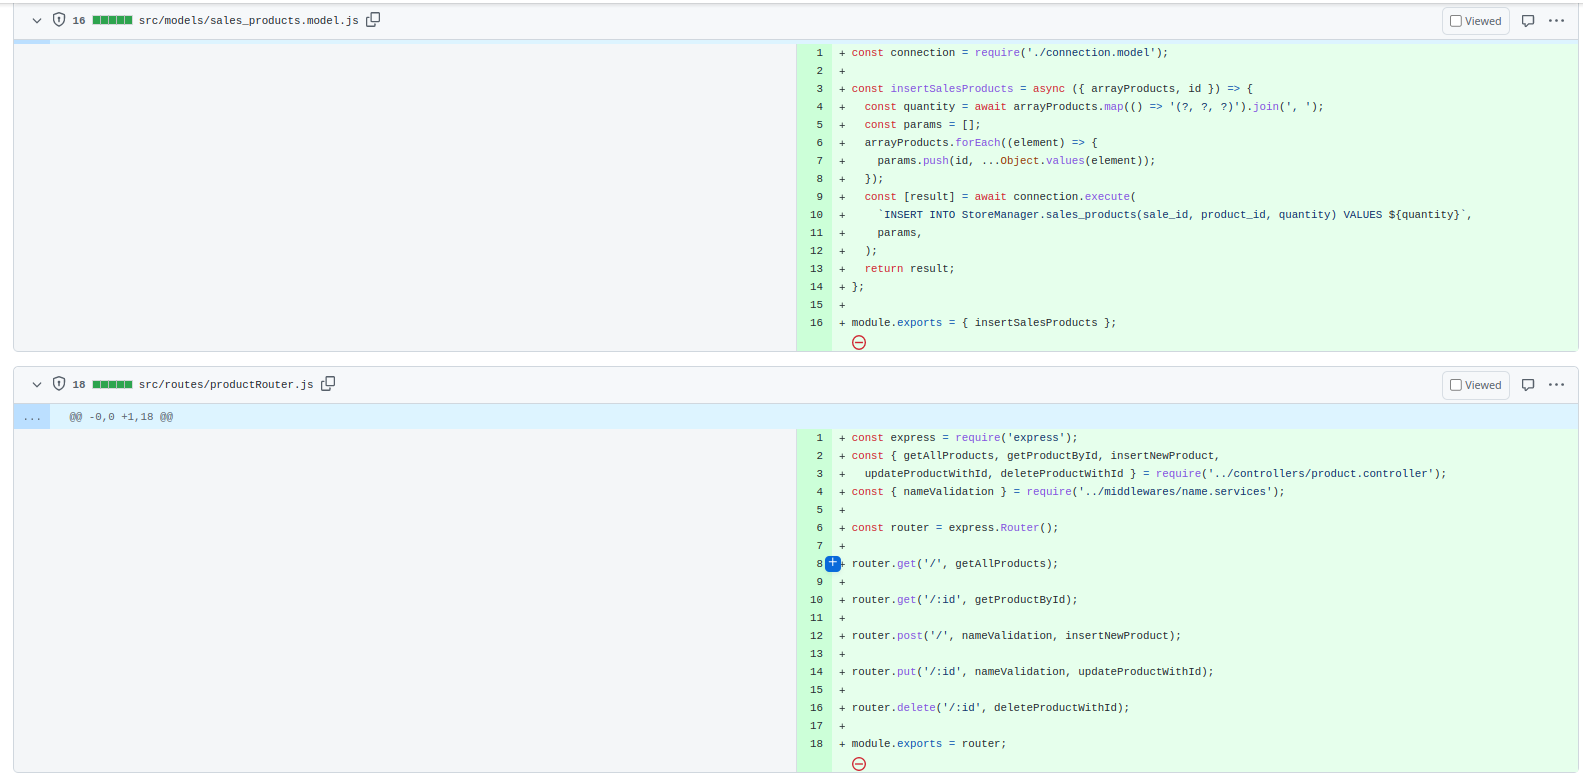 16 src/models/sales_products.model.js Viewed
1 + const connection = require('./connection.model');
2 +
3 + const insertSalesProducts = async ({ arrayProducts, id }) => {
4 +   const quantity = await arrayProducts.map(() => '(?, ?, ?)').join(', ');
5 +   const params = [];
6 +   arrayProducts.forEach((element) => {
7 +     params.push(id, ...Object.values(element));
8 +   });
9 +   const [result] = await connection.execute(
10 +     `INSERT INTO StoreManager.sales_products(sale_id, product_id, quantity) VALUES ${quantity}`,
11 +     params,
12 +   );
13 +   return result;
14 + };
15 +
16 + module.exports = { insertSalesProducts };
18 src/routes/productRouter.js Viewed
... @@ -0,0 +1,18 @@
1 + const express = require('express');
2 + const { getAllProducts, getProductById, insertNewProduct,
3 +   updateProductWithId, deleteProductWithId } = require('../controllers/product.controller');
4 + const { nameValidation } = require('../middlewares/name.services');
5 +
6 + const router = express.Router();
7 +
8 + router.get('/', getAllProducts);
9 +
10 + router.get('/:id', getProductById);
11 +
12 + router.post('/', nameValidation, insertNewProduct);
13 +
14 + router.put('/:id', nameValidation, updateProductWithId);
15 +
16 + router.delete('/:id', deleteProductWithId);
17 +
18 + module.exports = router;